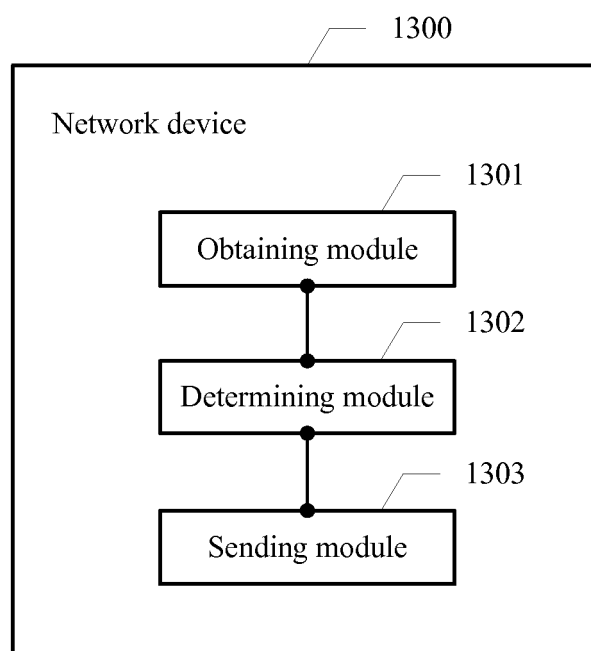 1300
Network device
1301
Obtaining module
1302
Determining module
1303
Sending module